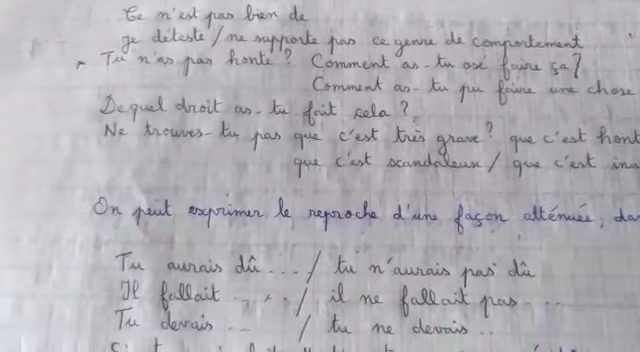 Ce n'est pas bien de
je déteste / ne supporte pas ce genre de comportement
* Tu n'as pas honte ? Comment as-tu osé faire ça ?
Comment as-tu pu faire une chose
De quel droit as-tu fait cela ?
Ne trouves-tu pas que c'est très grave ? que c'est hont
que c'est scandaleux / que c'est ina
On peut exprimer le reproche d'une façon atténuée, da
Tu aurais dû ... / tu n'aurais pas dû
Il fallait .... / il ne fallait pas ...
Tu devais ... / tu ne devais ..